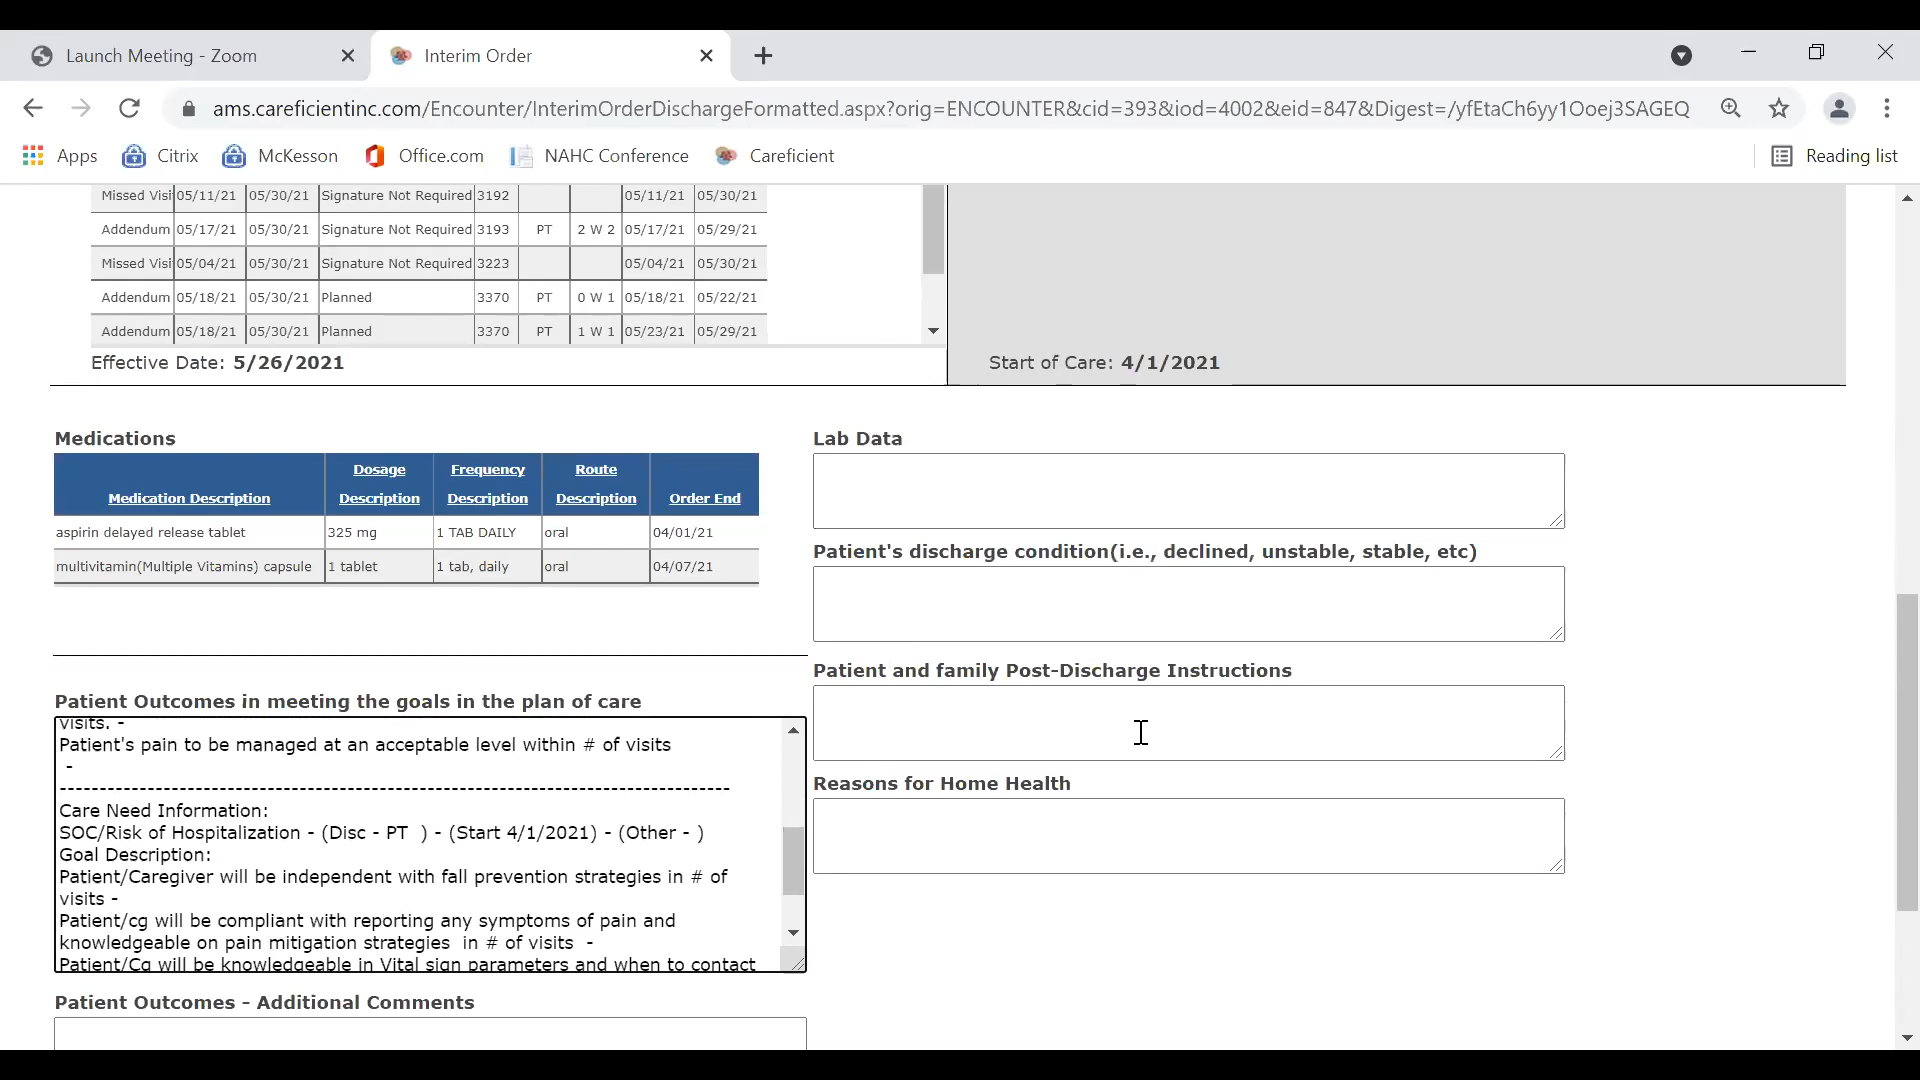 Launch Meeting - Zoom
Interim Order
ams.careficientinc.com/Encounter/InterimOrderDischargeFormatted.aspx?orig=ENCOUNTER&cid=393&iod=4002&eid=847&Digest=/yfEtaCh6yy1Ooej3SAGEQ
Apps
Citrix
McKesson
Office.com
NAHC Conference
Careficient
Reading list
Missed Visi 05/11/21 05/30/21 Signature Not Required 3192 05/11/21 05/30/21
Addendum 05/17/21 05/30/21 Signature Not Required 3193 PT 2 W 2 05/17/21 05/29/21
Missed Visi 05/04/21 05/30/21 Signature Not Required 3223 05/04/21 05/30/21
Addendum 05/18/21 05/30/21 Planned 3370 PT 0 W 1 05/18/21 05/22/21
Addendum 05/18/21 05/30/21 Planned 3370 PT 1 W 1 05/23/21 05/29/21
Effective Date: 5/26/2021
Start of Care: 4/1/2021
Medications
Medication Description
Dosage Description
Frequency Description
Route Description
Order End
aspirin delayed release tablet 325 mg 1 TAB DAILY oral 04/01/21
multivitamin(Multiple Vitamins) capsule 1 tablet 1 tab, daily oral 04/07/21
Lab Data
Patient's discharge condition(i.e., declined, unstable, stable, etc)
Patient and family Post-Discharge Instructions
Reasons for Home Health
Patient Outcomes in meeting the goals in the plan of care
visits. -
Patient's pain to be managed at an acceptable level within # of visits
-
--------------------------------------------------------------------------------
Care Need Information:
SOC/Risk of Hospitalization - (Disc - PT  ) - (Start 4/1/2021) - (Other - )
Goal Description:
Patient/Caregiver will be independent with fall prevention strategies in # of
visits -
Patient/cg will be compliant with reporting any symptoms of pain and
knowledgeable on pain mitigation strategies  in # of visits  -
Patient/Cg will be knowledgeable in Vital sign parameters and when to contact
Patient Outcomes - Additional Comments